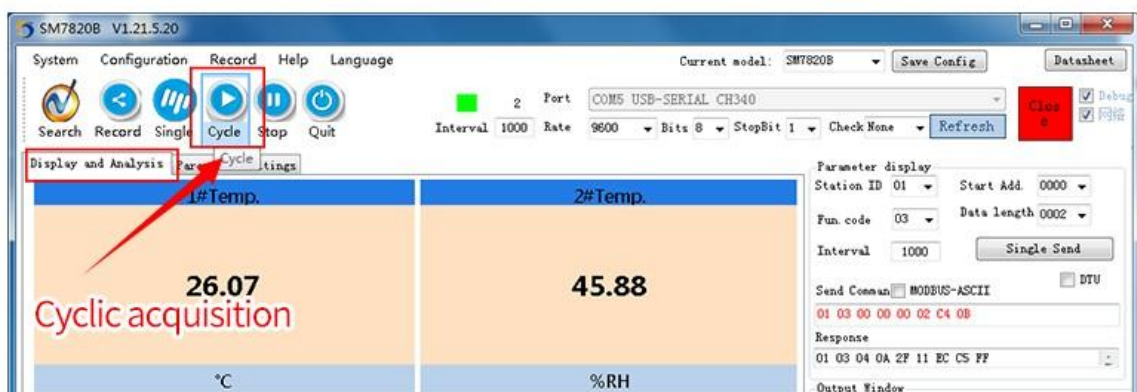 SM7820B V1.21.5.20
System Configuration Record Help Language
Current model: SM7820B Save Config Datasheet
Search Record Single Cycle Stop Quit
2 Port COM5 USB-SERIAL CH340
Close
Debug
网络
Interval 1000 Rate 9600 Bits 8 StopBit 1 Check None Refresh
Display and Analysis
Cycle
1#Temp. 2#Temp.
26.07 45.88
Cyclic acquisition
°C %RH
Parameter display
Station ID 01 Start Add. 0000
Fun. code 03 Data length 0002
Interval 1000 Single Send
DTU
Send Comman MODBUS-ASCII
01 03 00 00 00 02 C4 0B
Response
01 03 04 0A 2F 11 EC C5 FF
Output Window